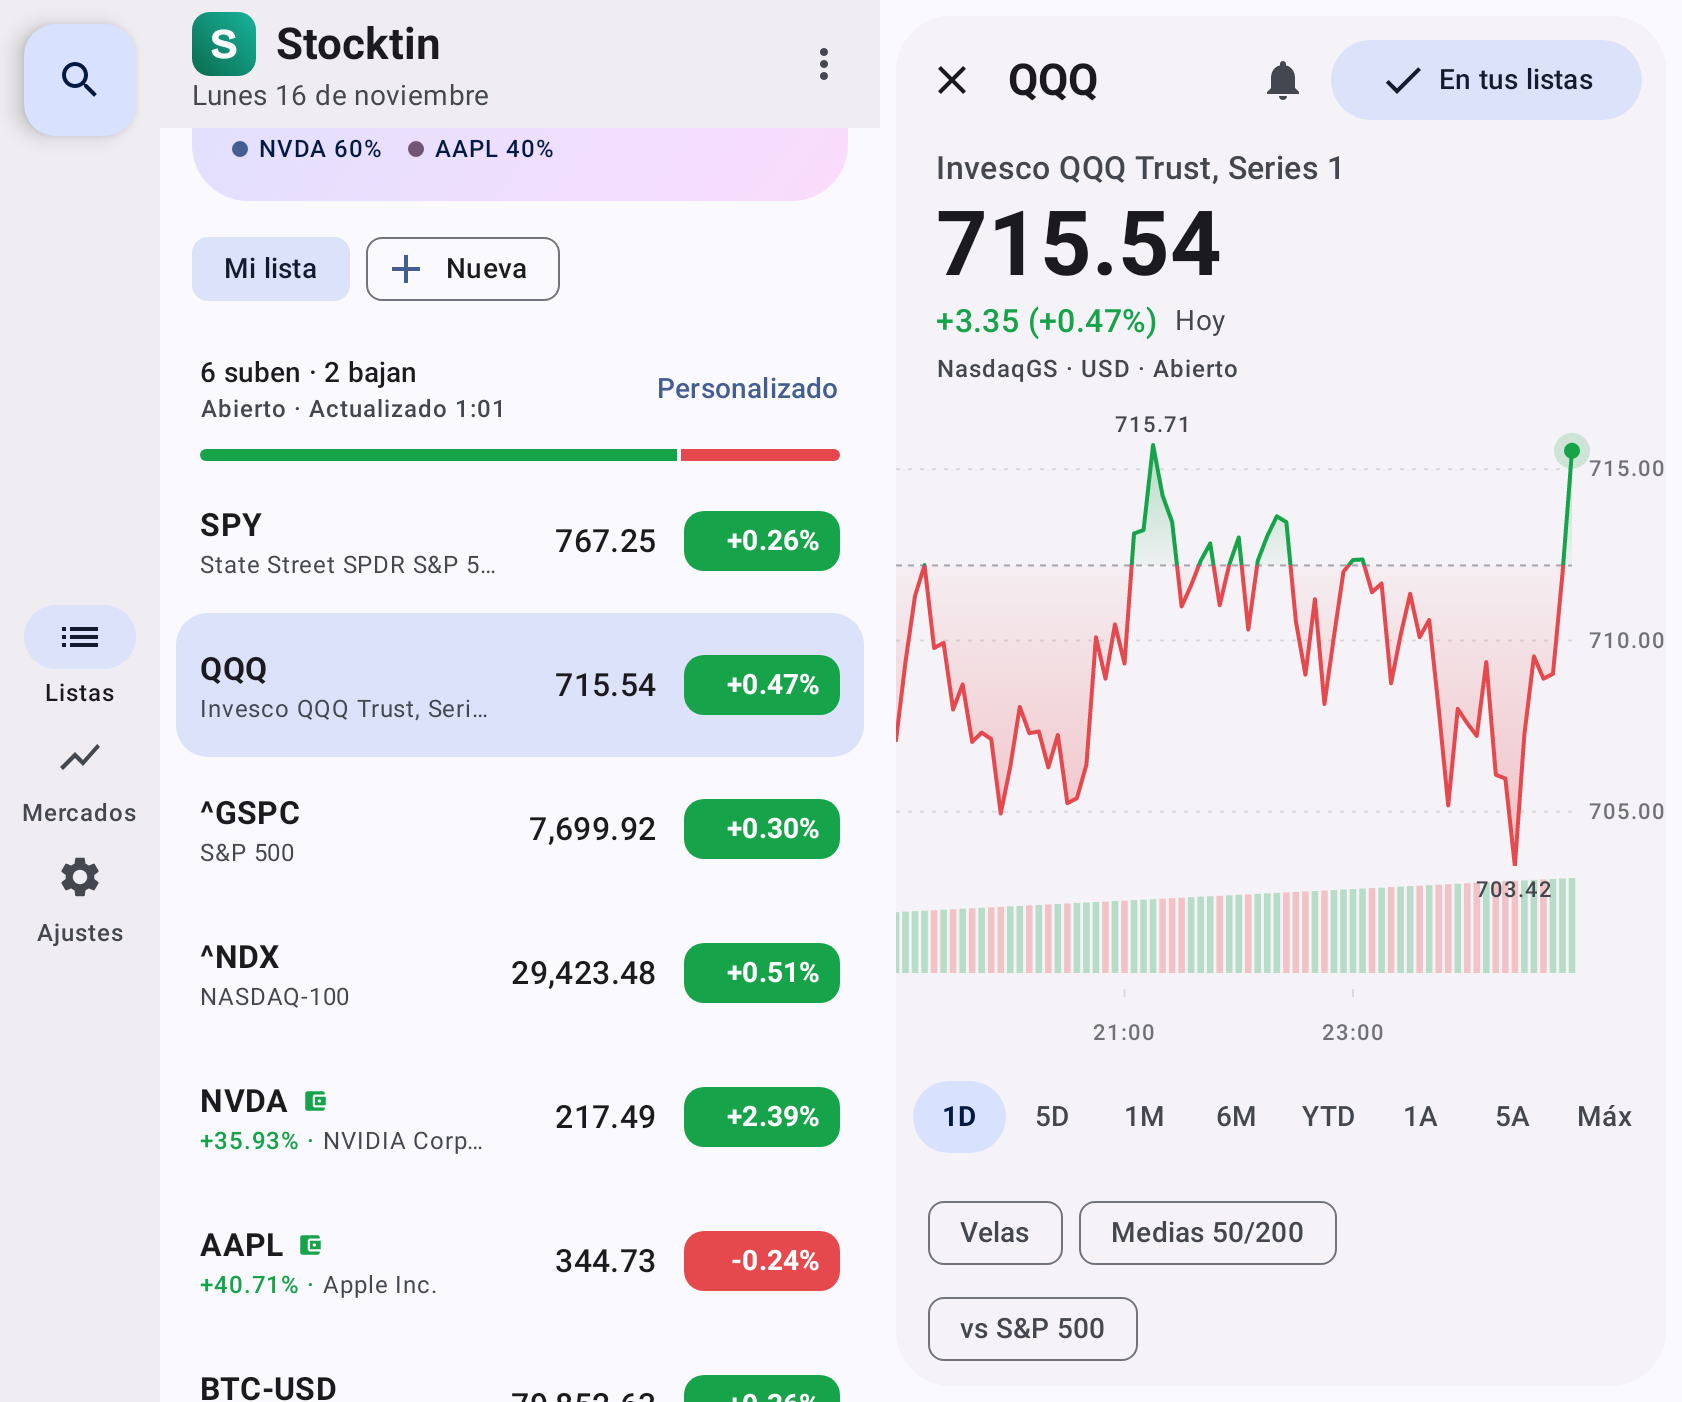 S Stocktin
Lunes 16 de noviembre
NVDA 60% AAPL 40%
Mi lista
Nueva
6 suben · 2 bajan
Abierto · Actualizado 1:01
Personalizado
SPY
State Street SPDR S&P 5...
767.25
+0.26%
QQQ
Invesco QQQ Trust, Seri...
715.54
+0.47%
^GSPC
S&P 500
7,699.92
+0.30%
^NDX
NASDAQ-100
29,423.48
+0.51%
NVDA
+35.93% · NVIDIA Corp...
217.49
+2.39%
AAPL
+40.71% · Apple Inc.
344.73
-0.24%
BTC-USD
Listas
Mercados
Ajustes
QQQ
En tus listas
Invesco QQQ Trust, Series 1
715.54
+3.35 (+0.47%) Hoy
NasdaqGS · USD · Abierto
715.71
715.00
710.00
705.00
703.42
21:00
23:00
1D 5D 1M 6M YTD 1A 5A Máx
Velas
Medias 50/200
vs S&P 500